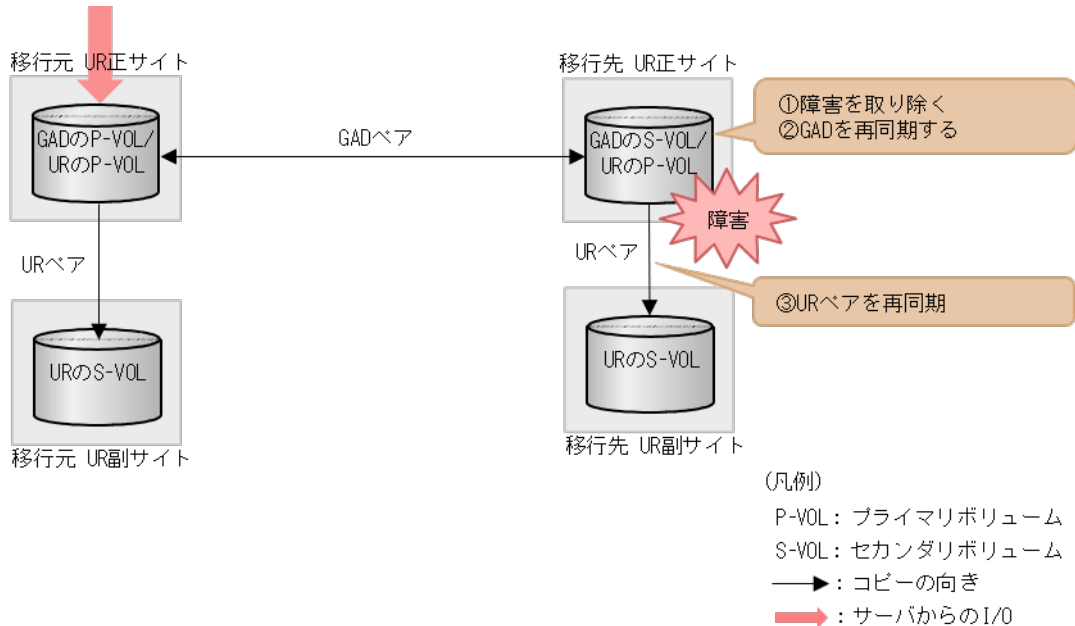 移行元 UR正サイト
移行先 UR正サイト
GADのP-VOL/
URのP-VOL
GADペア
GADのS-VOL/
URのP-VOL
①障害を取り除く
②GADを再同期する
障害
URペア
URペア
③URペアを再同期
URのS-VOL
URのS-VOL
移行元 UR副サイト
移行先 UR副サイト
(凡例)
P-VOL: プライマリボリューム
S-VOL: セカンダリボリューム
: コピーの向き
: サーバからのI/O